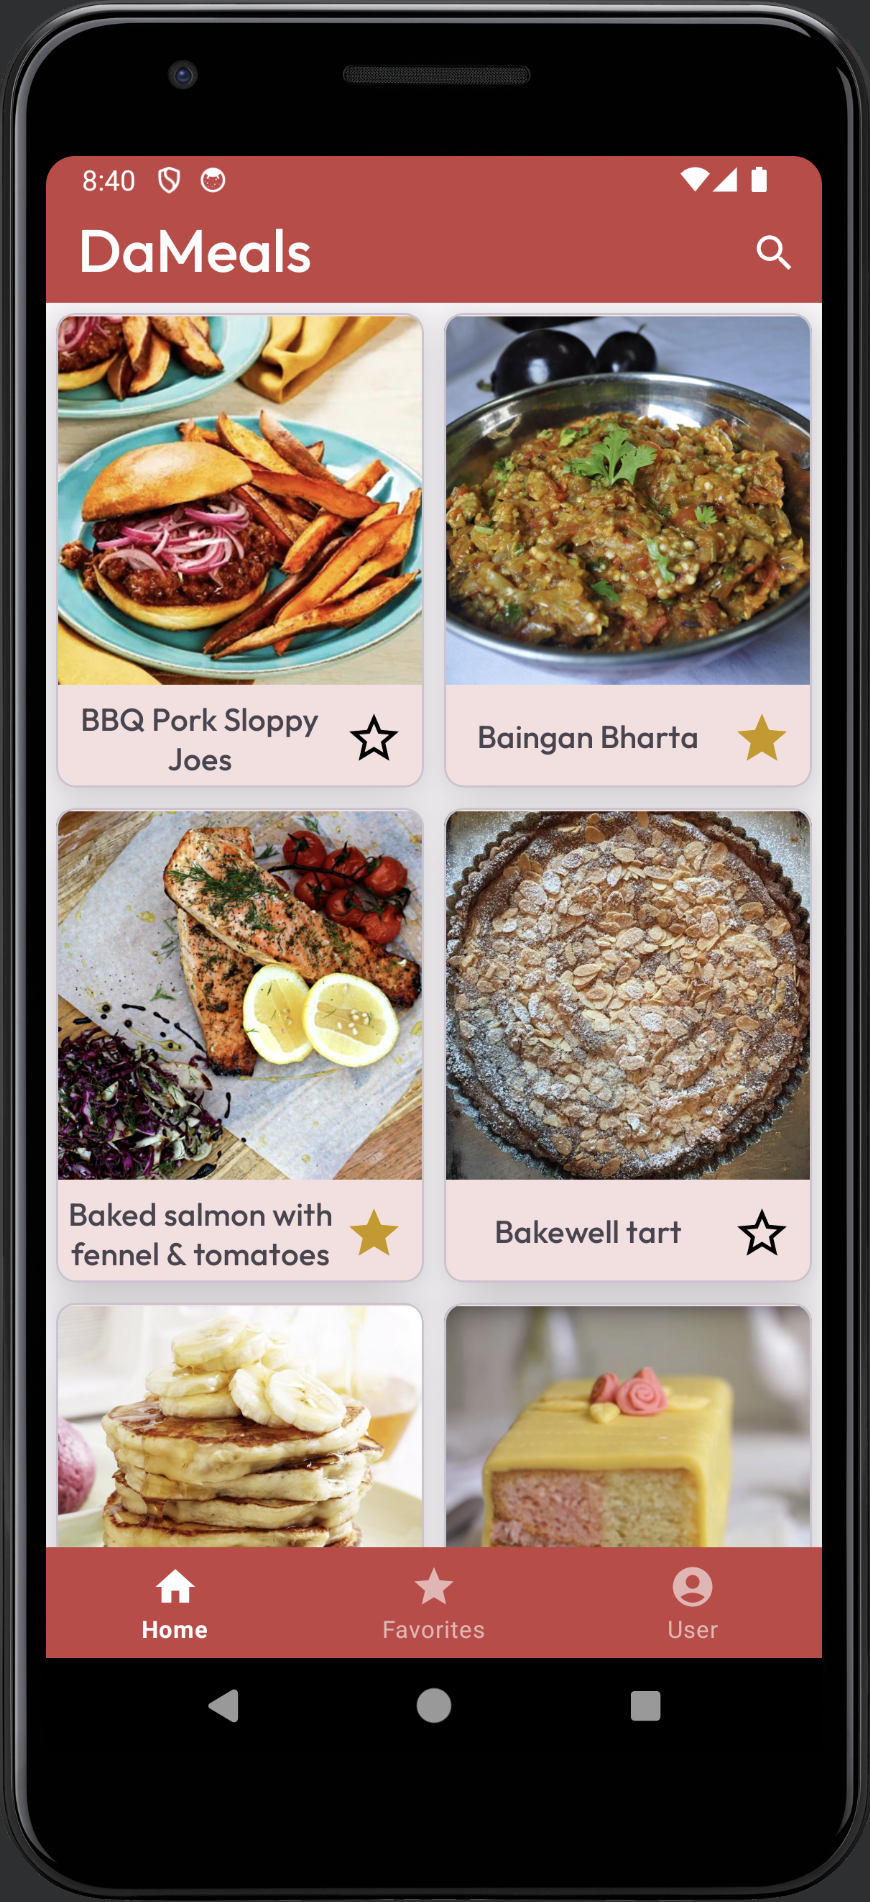 8:40
DaMeals
BBQ Pork Sloppy
Joes
Baingan Bharta
Baked salmon with
fennel & tomatoes
Bakewell tart
Home
Favorites
User